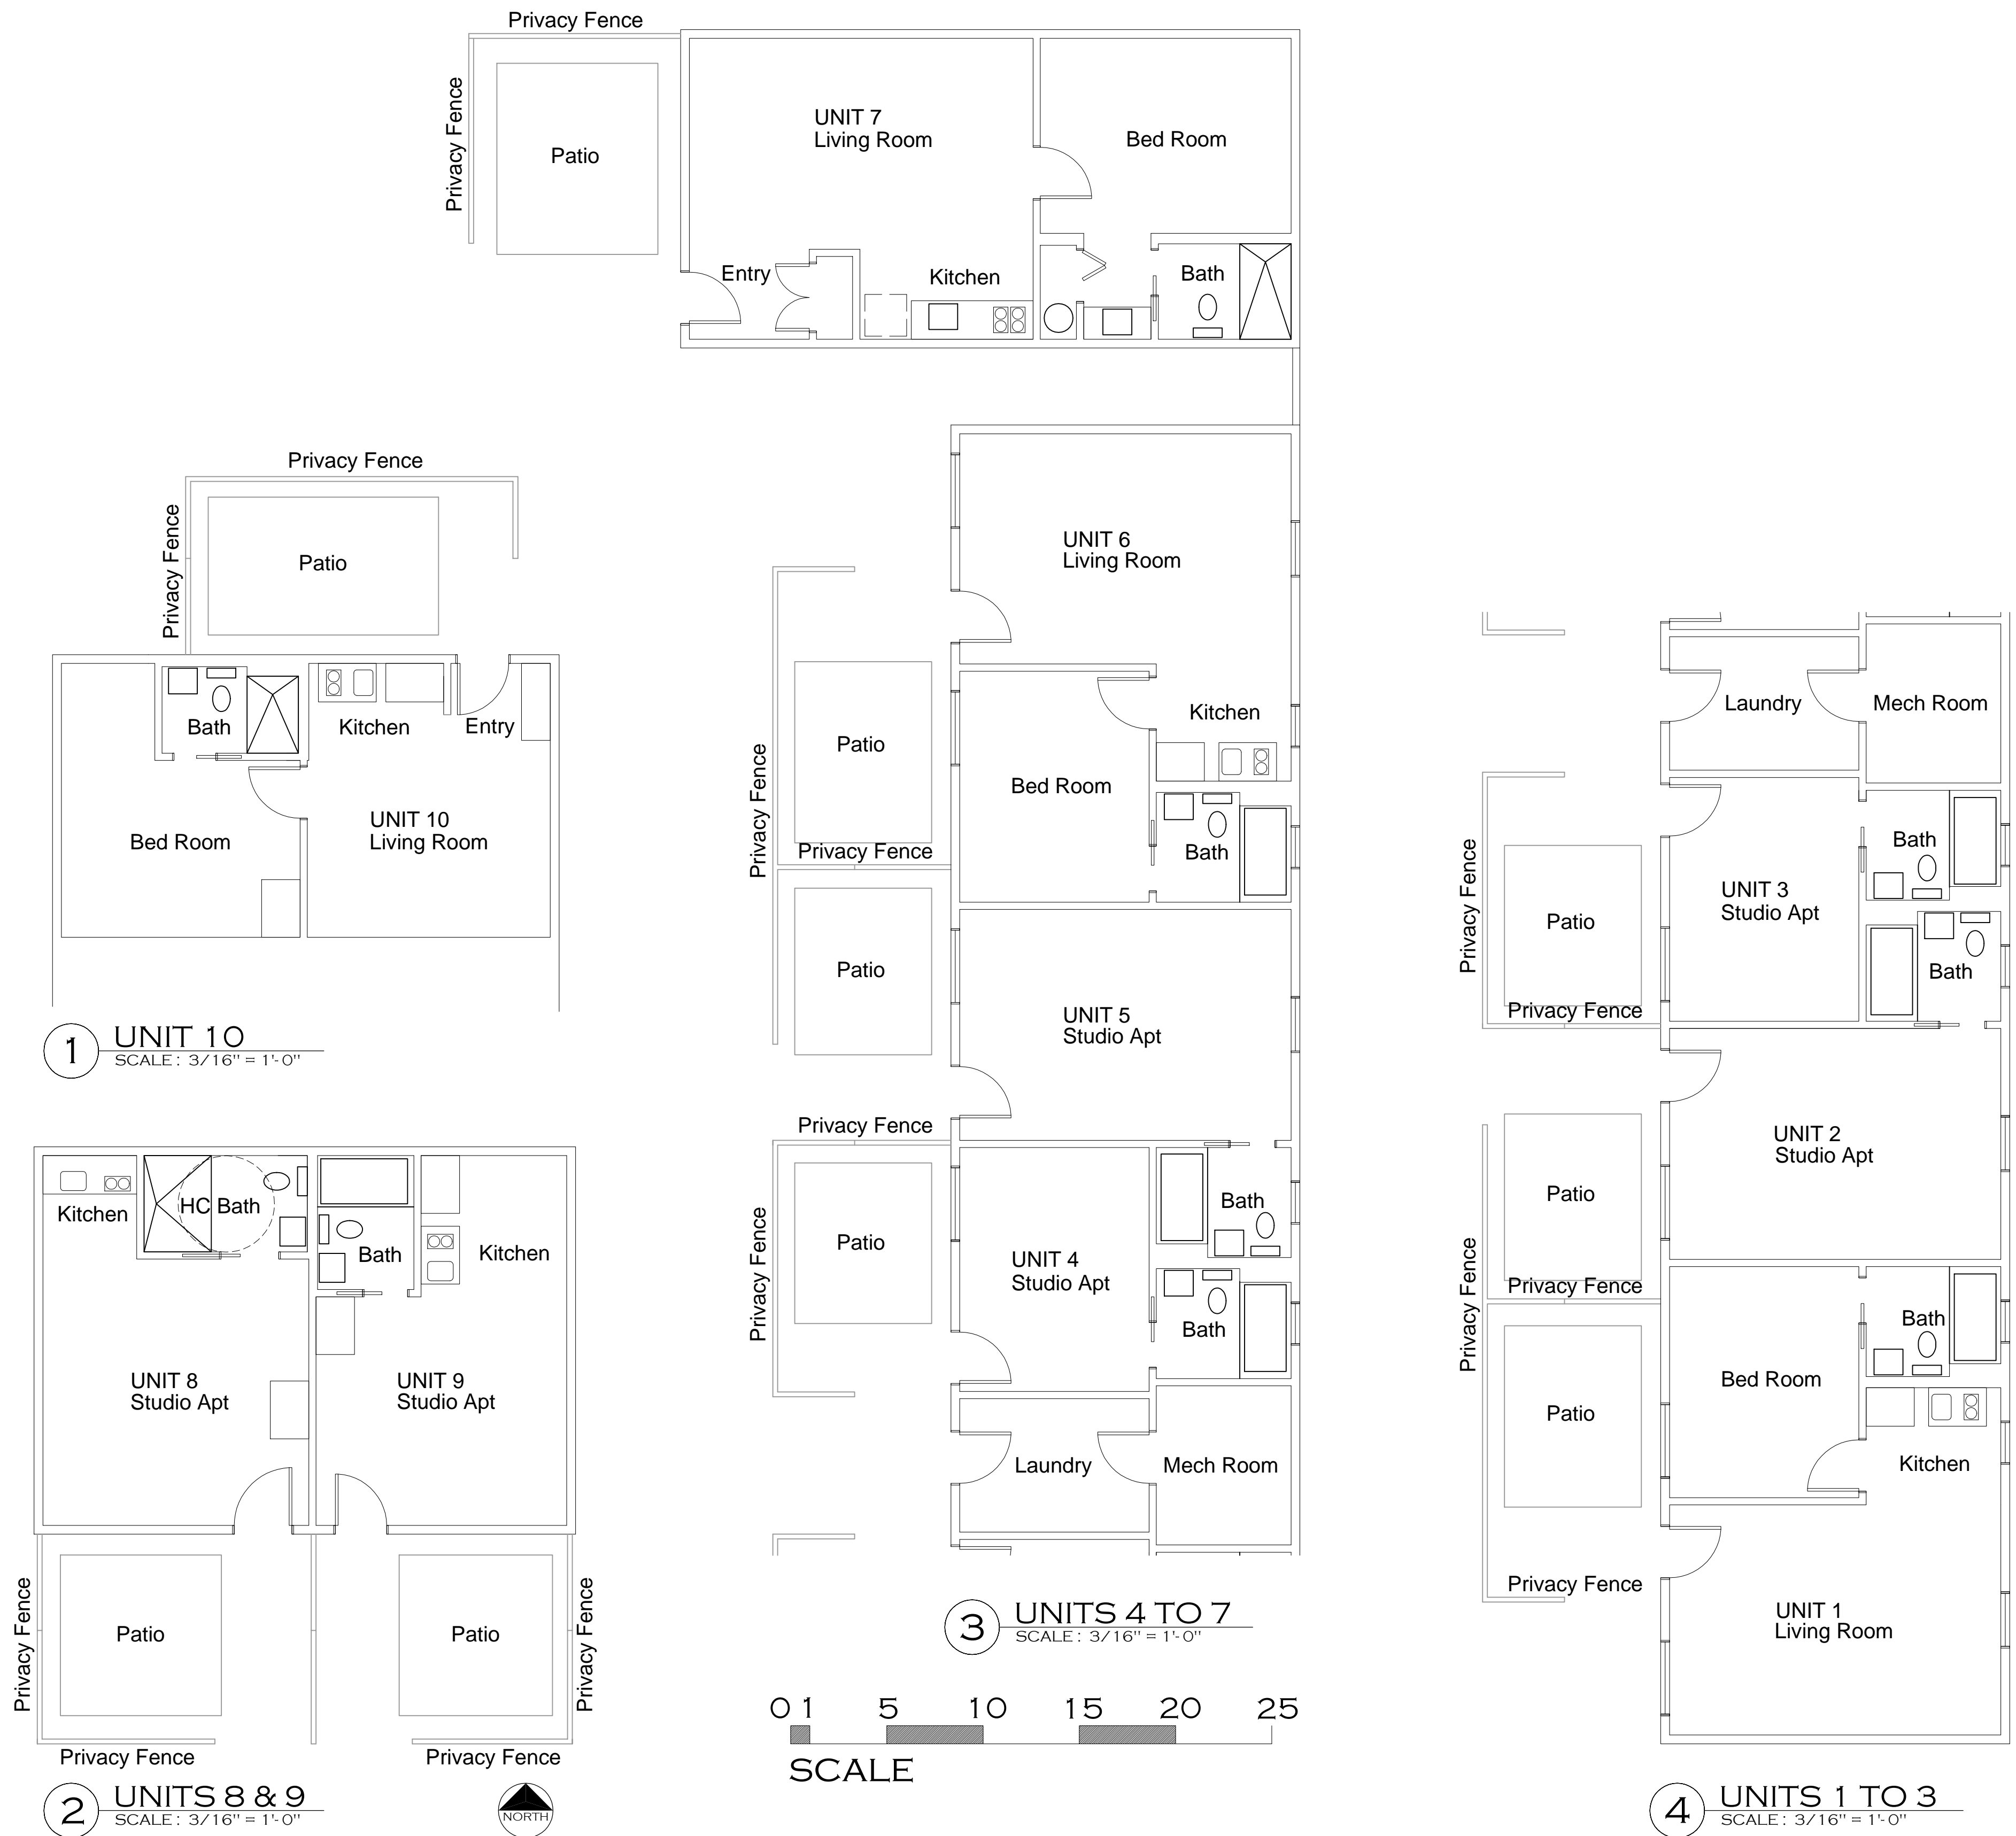 Privacy Fence
Privacy Fence
Patio
UNIT 7
Living Room
Bed Room
Entry
Kitchen
Bath
Privacy Fence
Privacy Fence
Patio
Bath
Kitchen
Entry
Bed Room
UNIT 10
Living Room
1
UNIT 10
SCALE: 3/16" = 1'-0"
Kitchen
HC Bath
Bath
Kitchen
UNIT 8
Studio Apt
UNIT 9
Studio Apt
Privacy Fence
Patio
Patio
Privacy Fence
Privacy Fence
Privacy Fence
2
UNITS 8 & 9
SCALE: 3/16" = 1'-0"
NORTH
UNIT 6
Living Room
Kitchen
Patio
Privacy Fence
Bed Room
Privacy Fence
Bath
Patio
UNIT 5
Studio Apt
Privacy Fence
Bath
Patio
Privacy Fence
UNIT 4
Studio Apt
Bath
Laundry
Mech Room
3
UNITS 4 TO 7
SCALE: 3/16" = 1'-0"
0 1 5 10 15 20 25
SCALE
Laundry
Mech Room
Bath
Privacy Fence
Patio
UNIT 3
Studio Apt
Bath
Privacy Fence
UNIT 2
Studio Apt
Patio
Privacy Fence
Privacy Fence
Bath
Bed Room
Patio
Kitchen
Privacy Fence
UNIT 1
Living Room
4
UNITS 1 TO 3
SCALE: 3/16" = 1'-0"